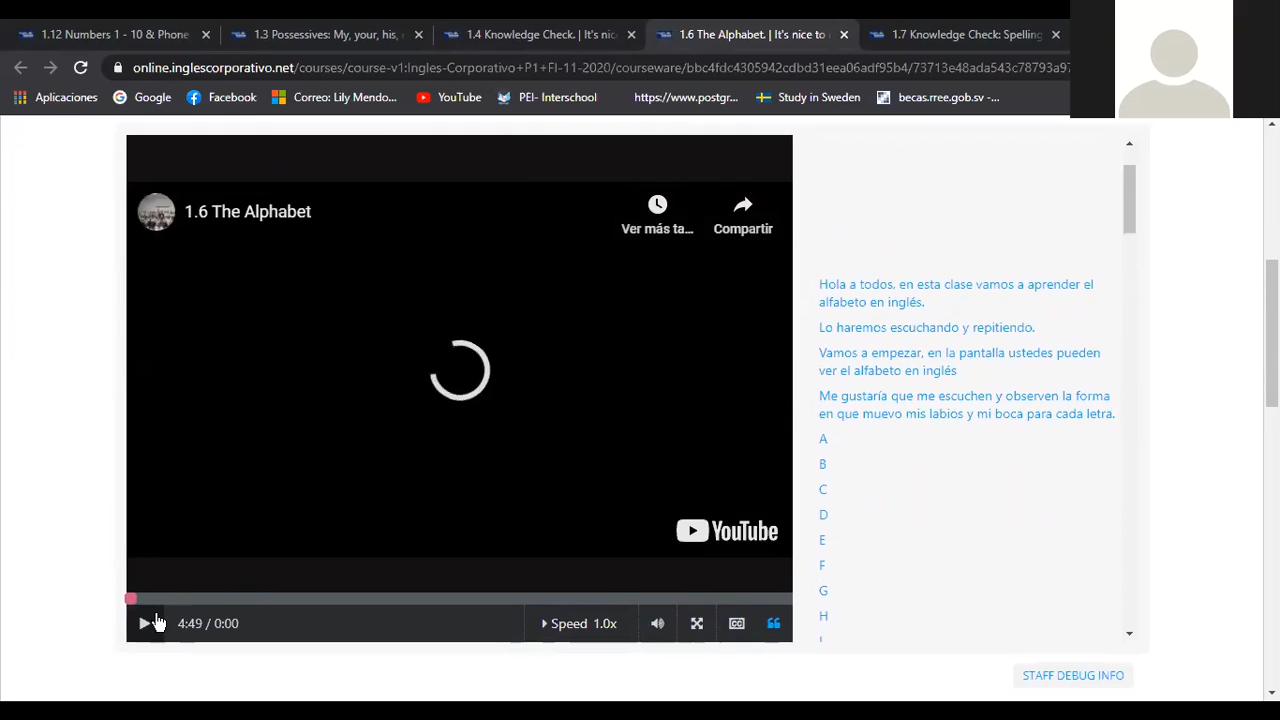 1.12 Numbers 1 - 10 & Phone
1.3 Possessives: My, your, his,
1.4 Knowledge Check. | It's nic
1.6 The Alphabet. | It's nice to
1.7 Knowledge Check: Spelling
online.inglescorporativo.net/courses/course-v1:Ingles-Corporativo+P1+FI-11-2020/courseware/bbc4fdc4305942cdbd31eea06adf95b4/73713e48ada543c78793a97
Aplicaciones
Google
Facebook
Correo: Lily Mendo...
YouTube
PEI- Interschool
https://www.postgr...
Study in Sweden
becas.rree.gob.sv -...
1.6 The Alphabet
Ver más ta...
Compartir
YouTube
4:49 / 0:00
Speed 1.0x
CC
Hola a todos, en esta clase vamos a aprender el
alfabeto en inglés.
Lo haremos escuchando y repitiendo.
Vamos a empezar, en la pantalla ustedes pueden
ver el alfabeto en inglés
Me gustaría que me escuchen y observen la forma
en que muevo mis labios y mi boca para cada letra.
A
B
C
D
E
F
G
H
STAFF DEBUG INFO